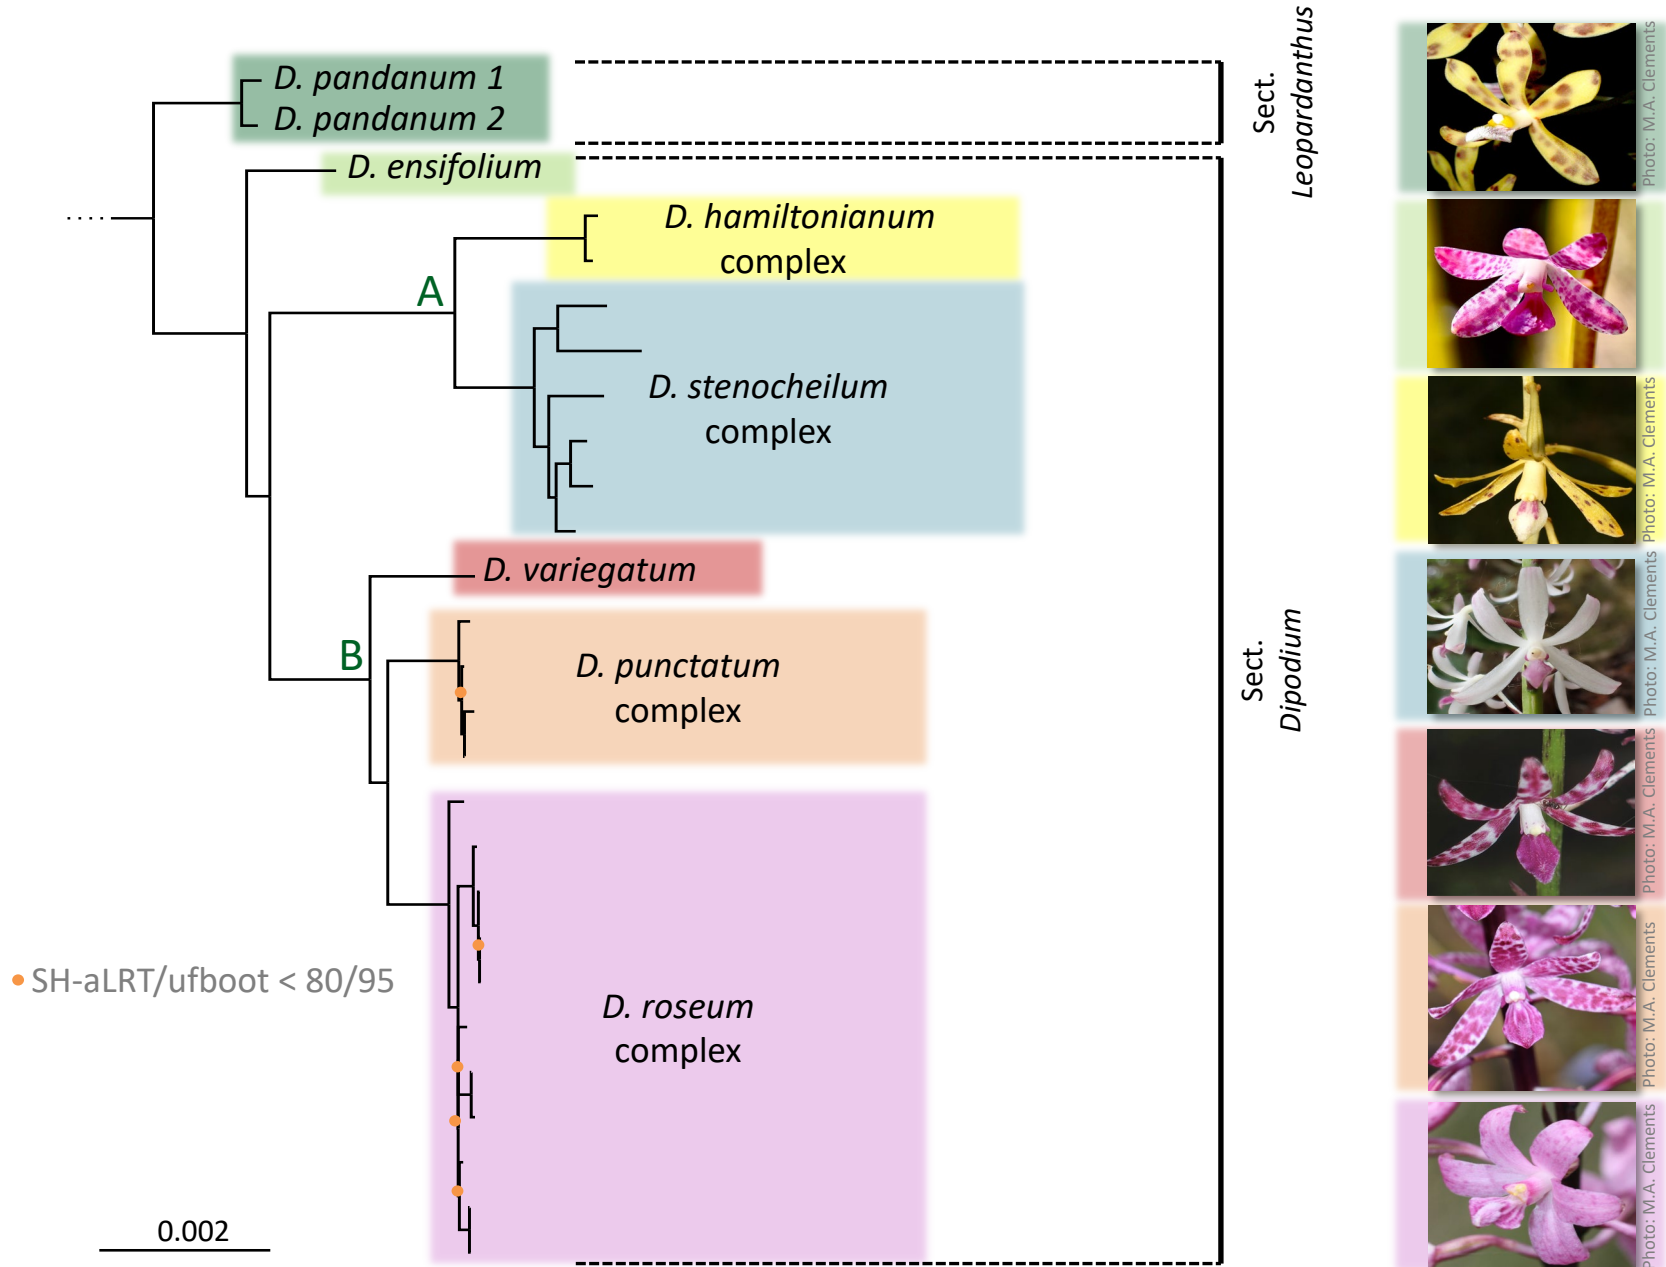 D. pandanum 1
D. pandanum 2
D. ensifolium
D. hamiltonianum
complex
A
D. stenocheilum
complex
D. variegatum
B
D. punctatum
complex
D. roseum
complex
SH-aLRT/ufboot < 80/95
0.002
Sect.
Leopardanthus
Sect.
Dipodium
Photo: M.A. Clements
Photo: M.A. Clements
Photo: M.A. Clements
Photo: M.A. Clements
Photo: M.A. Clements
Photo: M.A. Clements